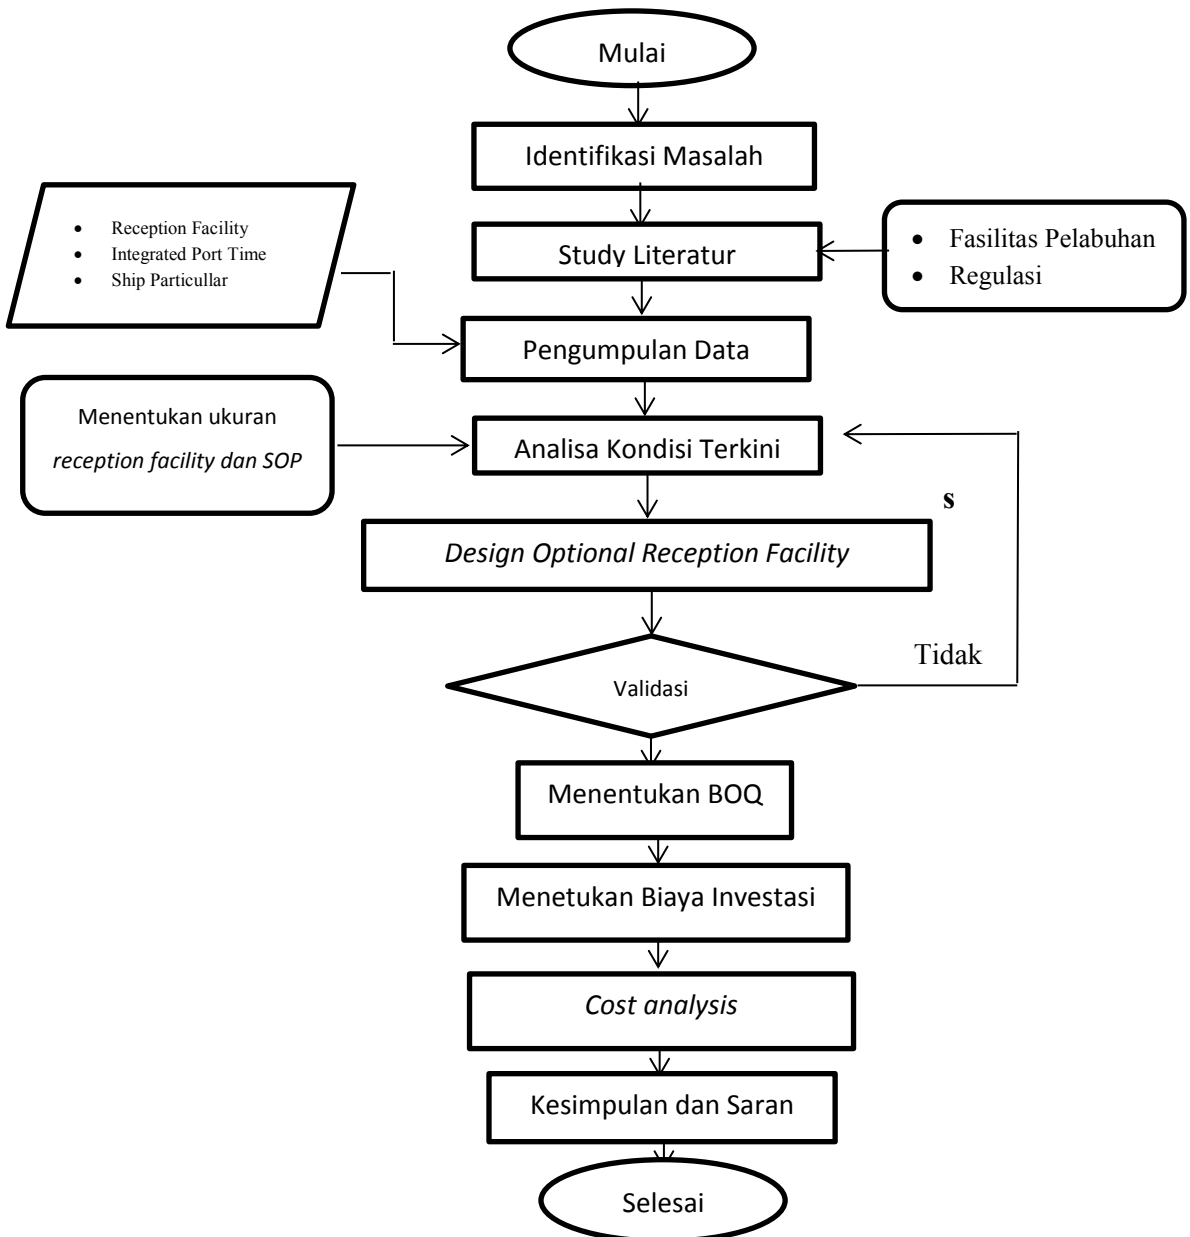 Mulai
Identifikasi Masalah
• Reception Facility
• Integrated Port Time
• Ship Particullar
Study Literatur
• Fasilitas Pelabuhan
• Regulasi
Pengumpulan Data
Menentukan ukuran
reception facility dan SOP
Analisa Kondisi Terkini
s
Design Optional Reception Facility
Tidak
Validasi
Menentukan BOQ
Menetukan Biaya Investasi
Cost analysis
Kesimpulan dan Saran
Selesai